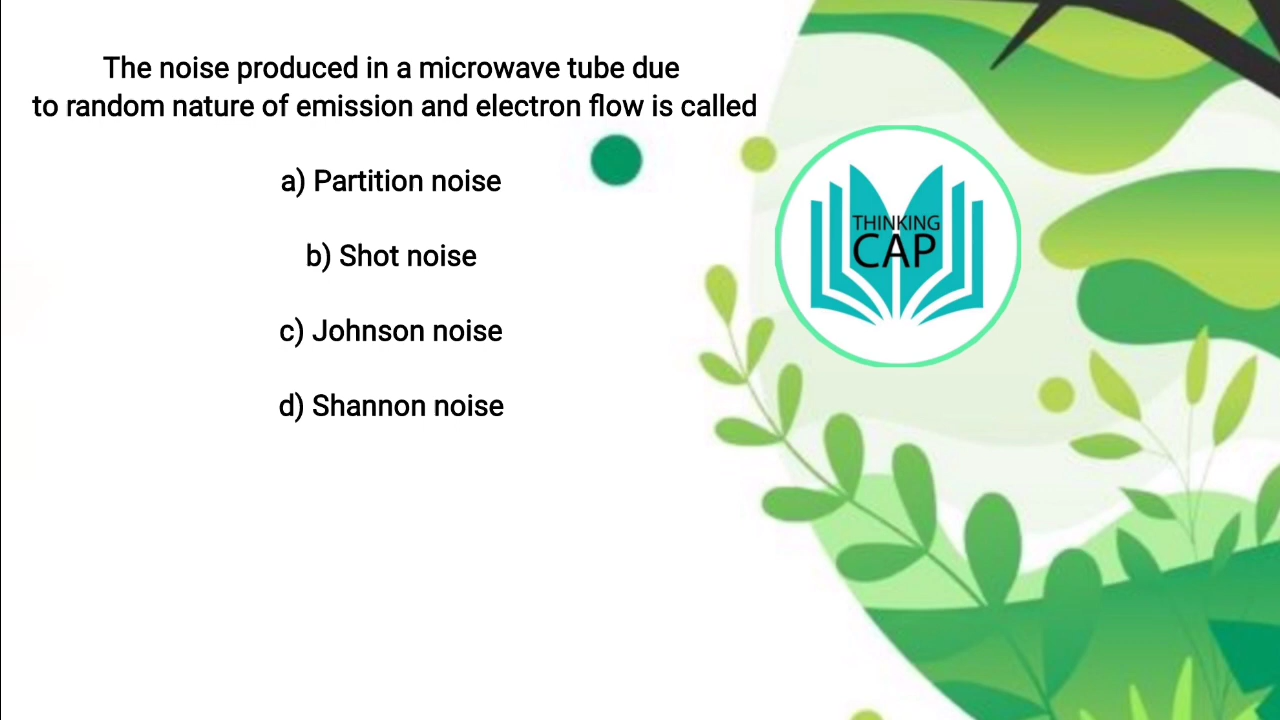 The noise produced in a microwave tube due
to random nature of emission and electron flow is called
a) Partition noise
b) Shot noise
c) Johnson noise
d) Shannon noise
THINKING
CAP